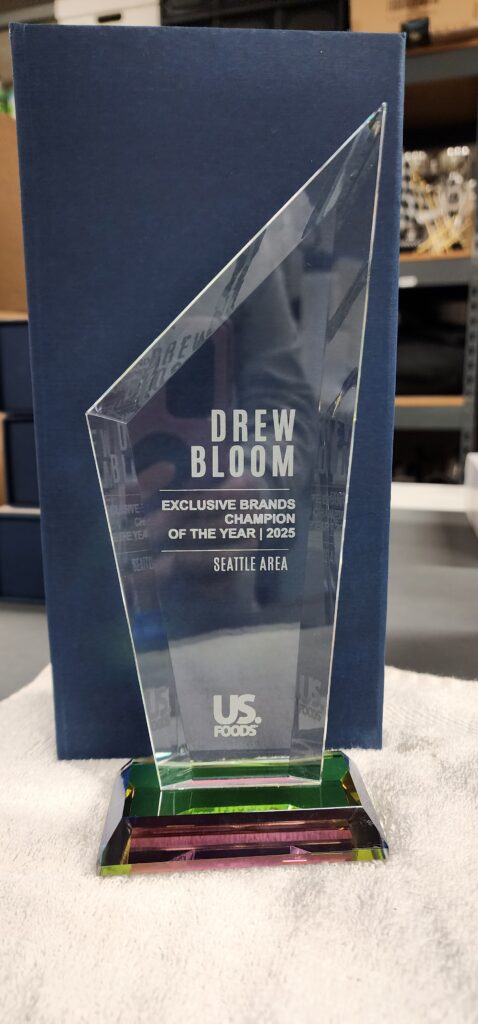 DREW
BLOOM
EXCLUSIVE BRANDS
CHAMPION
OF THE YEAR | 2025
SEATTLE AREA
US.
FOODS